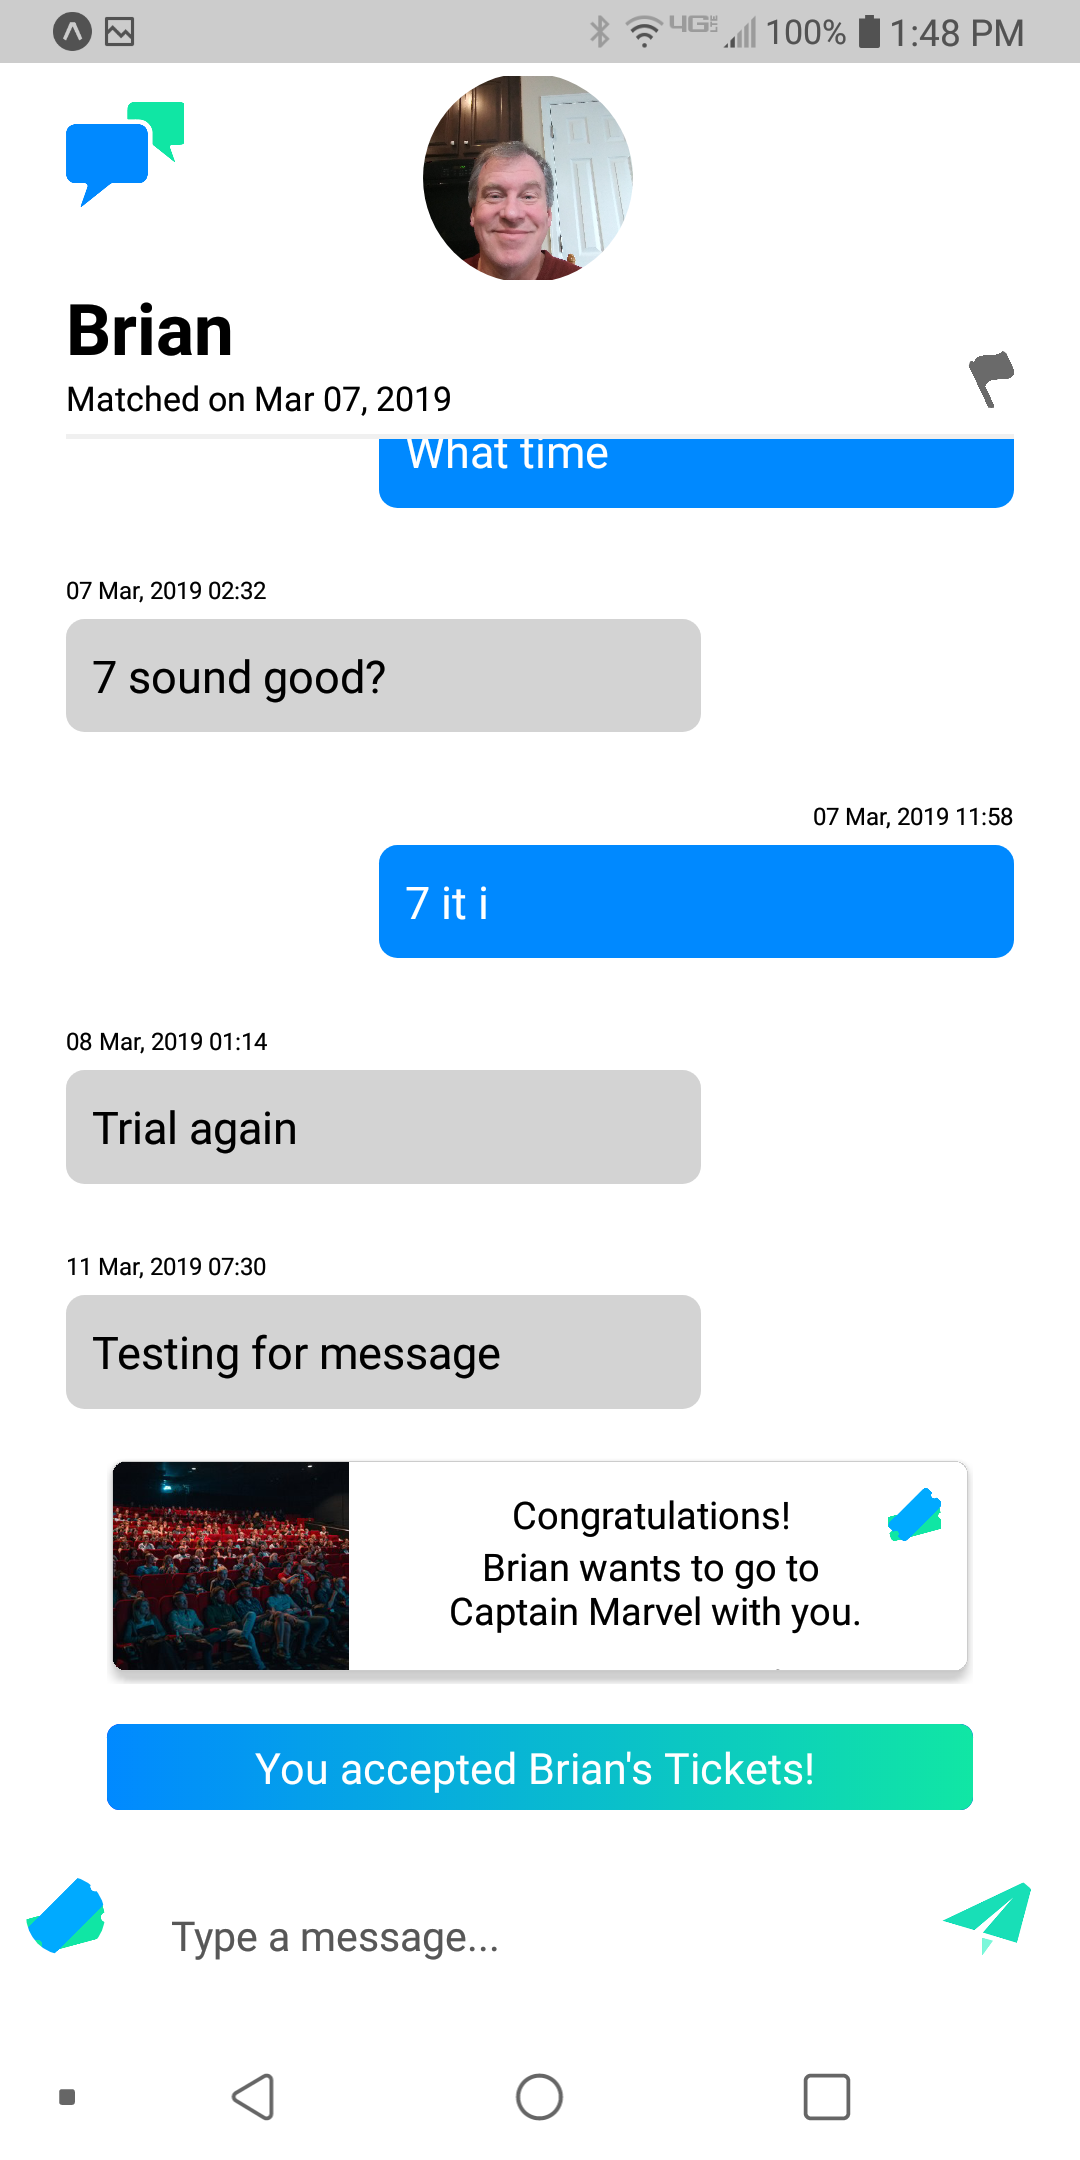 4G LTE 100% 1:48 PM
Brian
Matched on Mar 07, 2019
What time
07 Mar, 2019 02:32
7 sound good?
07 Mar, 2019 11:58
7 it i
08 Mar, 2019 01:14
Trial again
11 Mar, 2019 07:30
Testing for message
Congratulations!
Brian wants to go to
Captain Marvel with you.
You accepted Brian's Tickets!
Type a message...